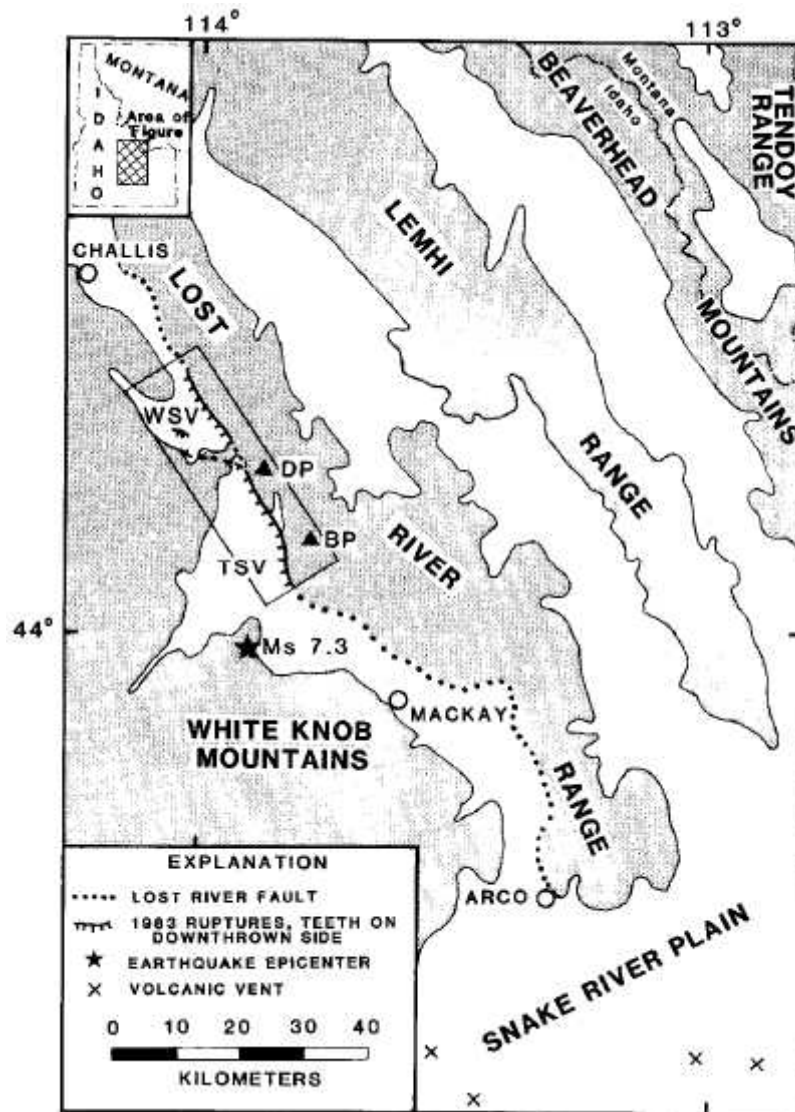 114°
113°
MONTANA
IDAHO
Area of
Figure
BEAVERHEAD
MOUNTAINS
Montana
Idaho
TENDOY
RANGE
CHALLIS
LOST
RIVER
RANGE
LEMHI
RANGE
WSV
DP
BP
TSV
44°
Ms 7.3
MACKAY
WHITE KNOB
MOUNTAINS
ARCO
SNAKE RIVER PLAIN
EXPLANATION
LOST RIVER FAULT
1983 RUPTURES, TEETH ON
DOWNTHROWN SIDE
EARTHQUAKE EPICENTER
VOLCANIC VENT
0 10 20 30 40
KILOMETERS